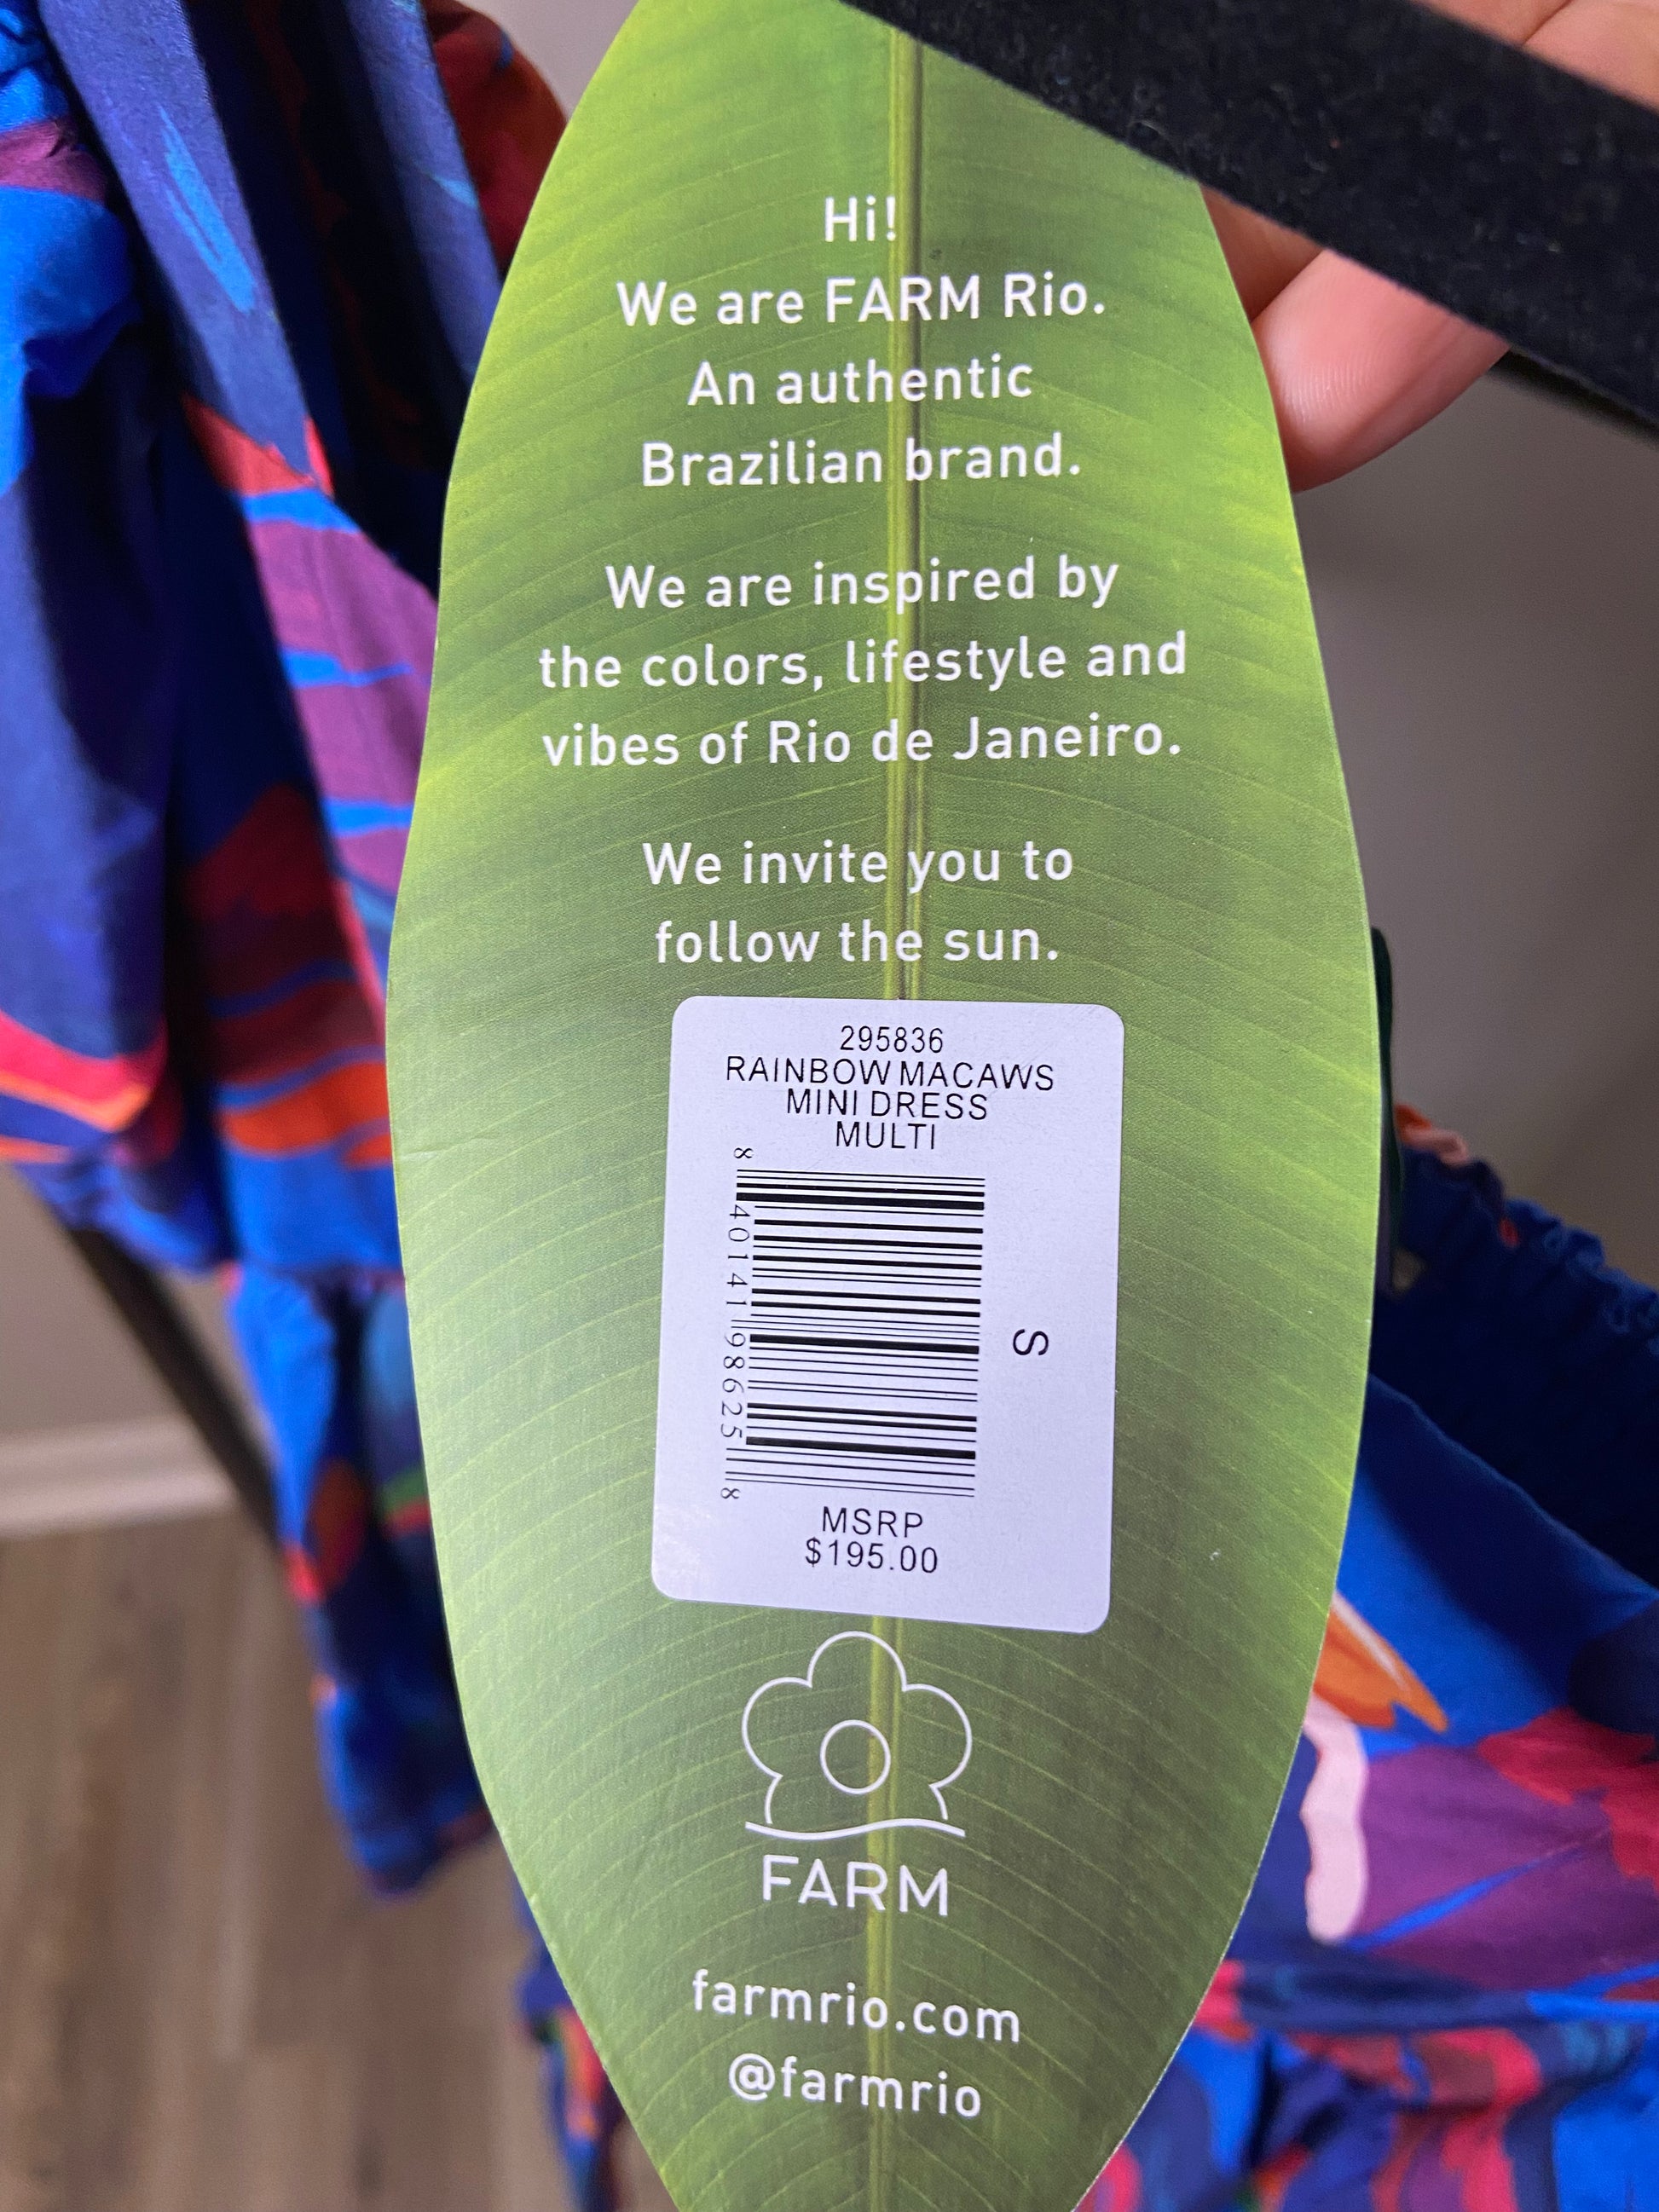 Hi!
We are FARM Rio.
An authentic
Brazilian brand.
We are inspired by
the colors, lifestyle and
vibes of Rio de Janeiro.
We invite you to
follow the sun.
295836
RAINBOW MACAWS
MINI DRESS
MULTI
8 40141 98625 8
S
MSRP
$195.00
FARM
farmrio.com
@farmrio